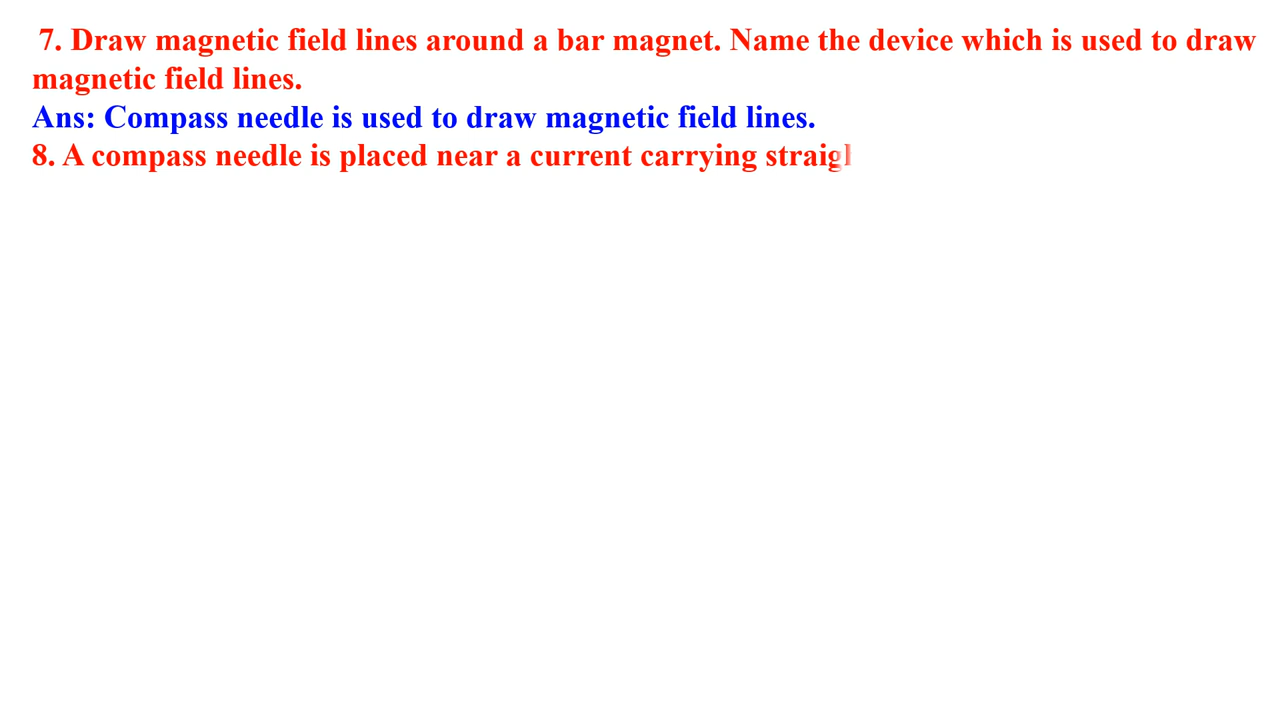 7. Draw magnetic field lines around a bar magnet. Name the device which is used to draw
magnetic field lines.
Ans: Compass needle is used to draw magnetic field lines.
8. A compass needle is placed near a current carrying